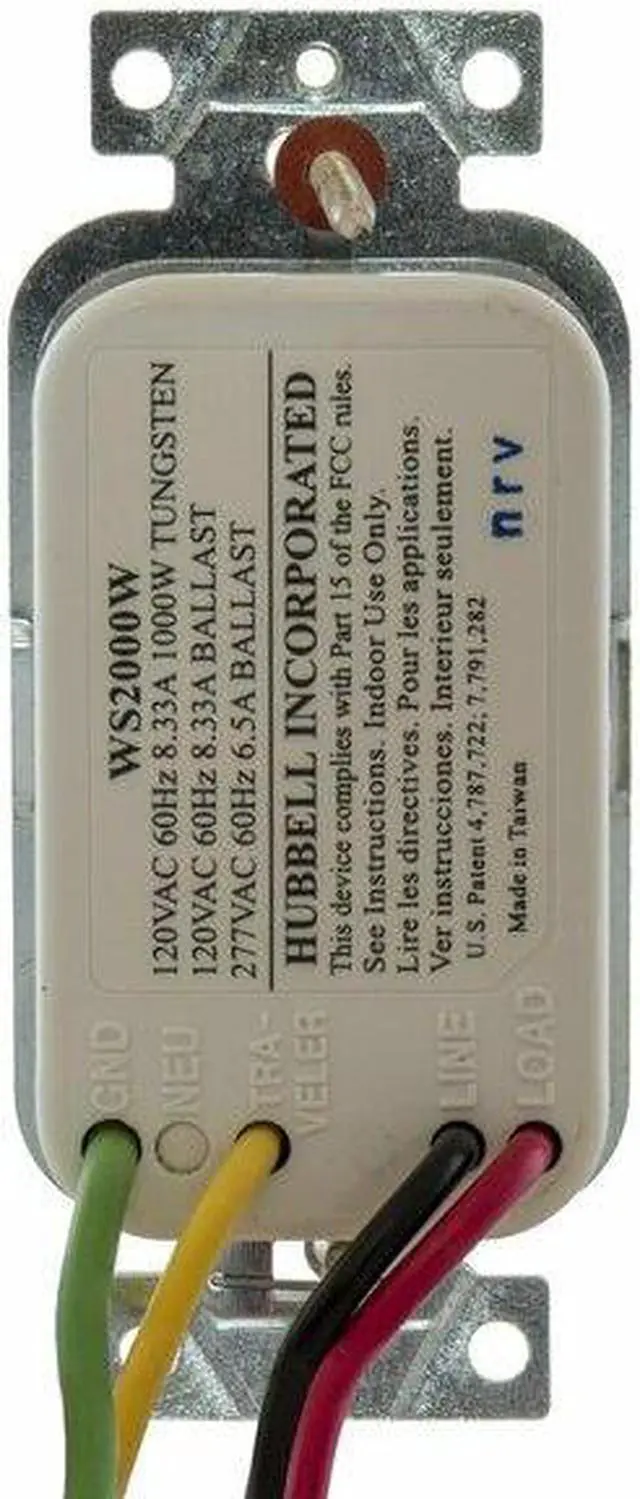 WS2000W
120VAC 60Hz 8.33A 1000W TUNGSTEN
120VAC 60Hz 8.33A BALLAST
277VAC 60Hz 6.5A BALLAST
HUBBELL INCORPORATED
This device complies with Part 15 of the FCC rules.
See Instructions. Indoor Use Only.
Lire les directives. Pour les applications.
Ver instrucciones. Interieur seulement.
U.S. Patent 4,787,722; 7,791,282
Made in Taiwan
nrv
GND
NEU
TRA-
VELER
LINE
LOAD